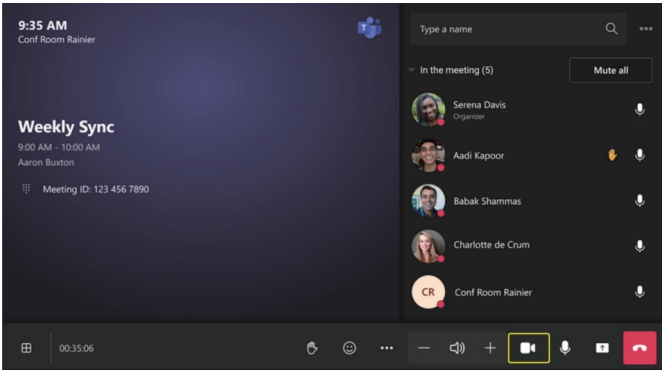 9:35 AM
Conf Room Rainier
Weekly Sync
9:00 AM - 10:00 AM
Aaron Buxton
Meeting ID: 123 456 7890
Type a name
In the meeting (5)
Mute all
Serena Davis
Organizer
Aadi Kapoor
Babak Shammas
Charlotte de Crum
CR
Conf Room Rainier
00:35:06